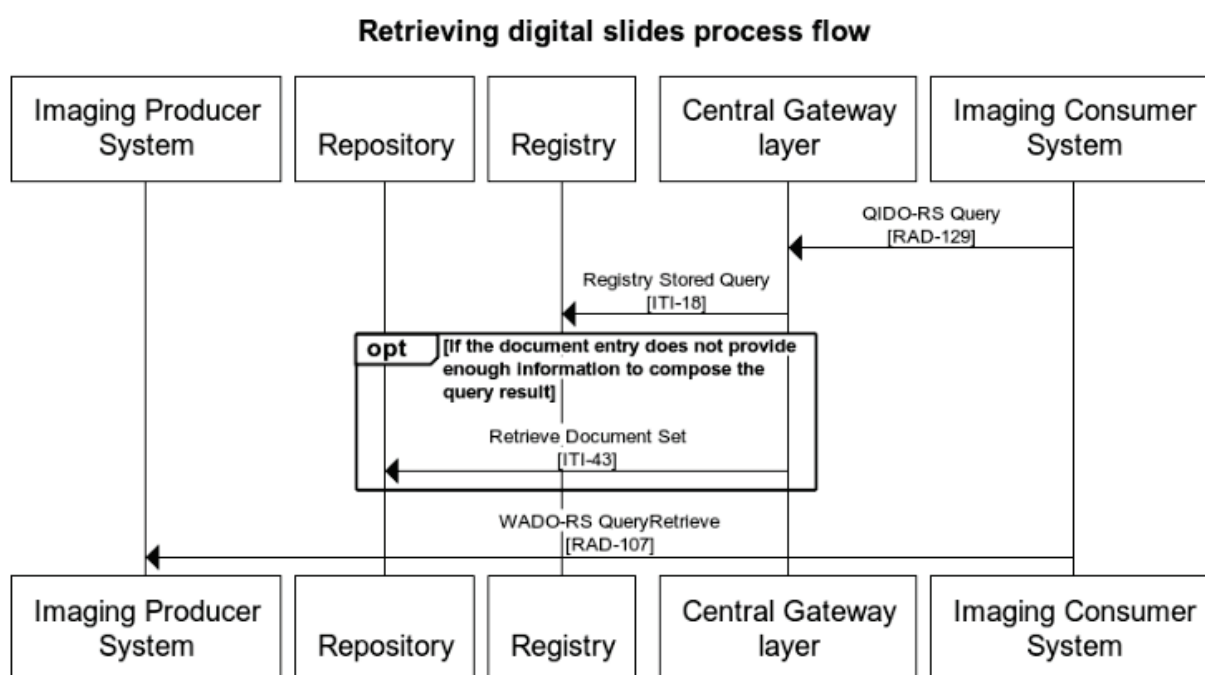 Retrieving digital slides process flow
Imaging Producer
System
Repository
Registry
Central Gateway
layer
Imaging Consumer
System
QIDO-RS Query
[RAD-129]
Registry Stored Query
[ITI-18]
opt
[If the document entry does not provide
enough information to compose the
query result]
Retrieve Document Set
[ITI-43]
WADO-RS QueryRetrieve
[RAD-107]
Imaging Producer
System
Repository
Registry
Central Gateway
layer
Imaging Consumer
System